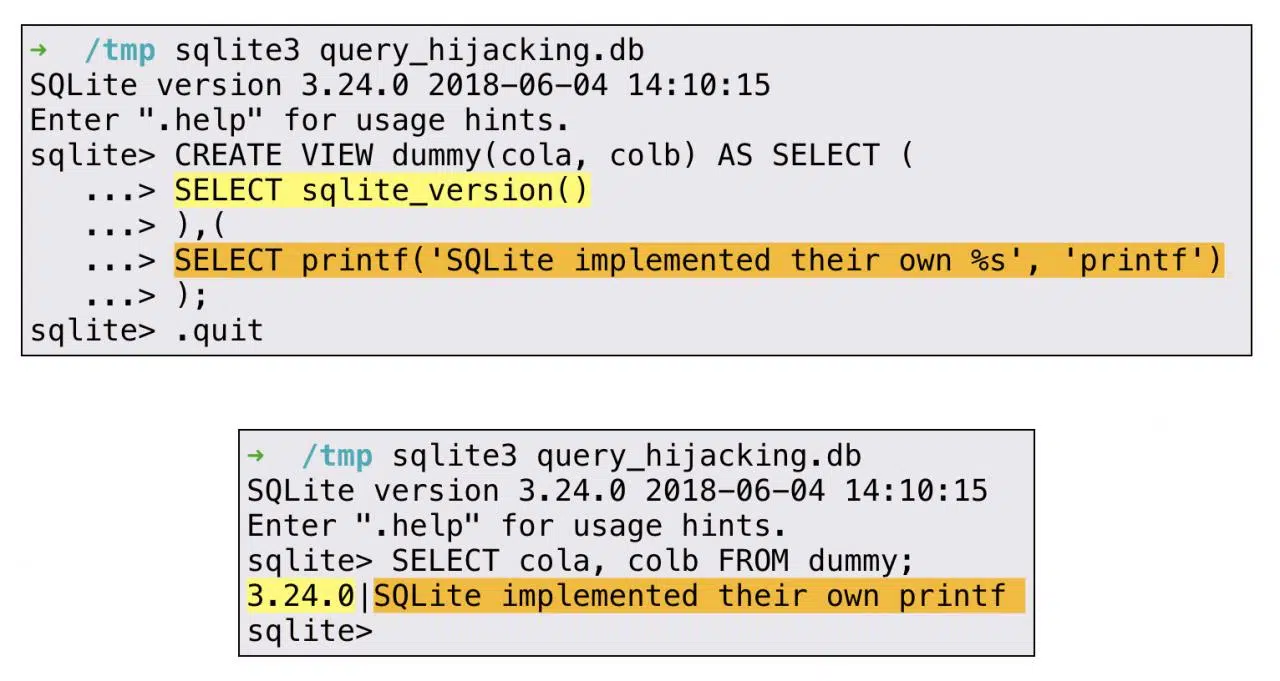 → /tmp sqlite3 query_hijacking.db
SQLite version 3.24.0 2018-06-04 14:10:15
Enter ".help" for usage hints.
sqlite> CREATE VIEW dummy(cola, colb) AS SELECT (
   ...> SELECT sqlite_version()
   ...> ),(
   ...> SELECT printf('SQLite implemented their own %s', 'printf')
   ...> );
sqlite> .quit
→ /tmp sqlite3 query_hijacking.db
SQLite version 3.24.0 2018-06-04 14:10:15
Enter ".help" for usage hints.
sqlite> SELECT cola, colb FROM dummy;
3.24.0|SQLite implemented their own printf
sqlite>